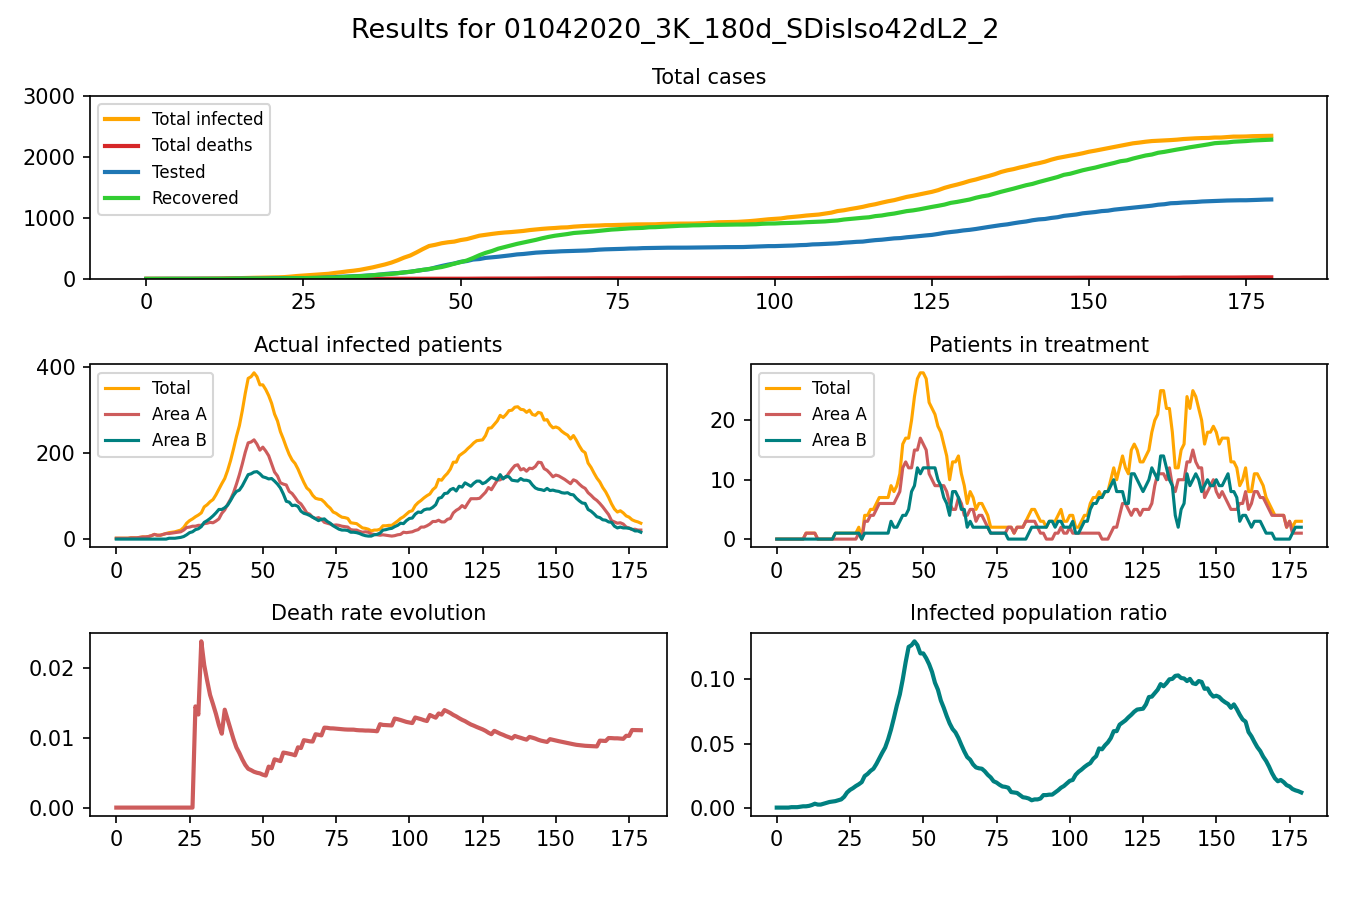 Results for 01042020_3K_180d_SDisIso42dL2_2
Total cases
3000
2000
1000
0
Total infected
Total deaths
Tested
Recovered
0 25 50 75 100 125 150 175
Actual infected patients
400
200
0
Total
Area A
Area B
0 25 50 75 100 125 150 175
Patients in treatment
20
10
0
Total
Area A
Area B
0 25 50 75 100 125 150 175
Death rate evolution
0.02
0.01
0.00
0 25 50 75 100 125 150 175
Infected population ratio
0.10
0.05
0.00
0 25 50 75 100 125 150 175